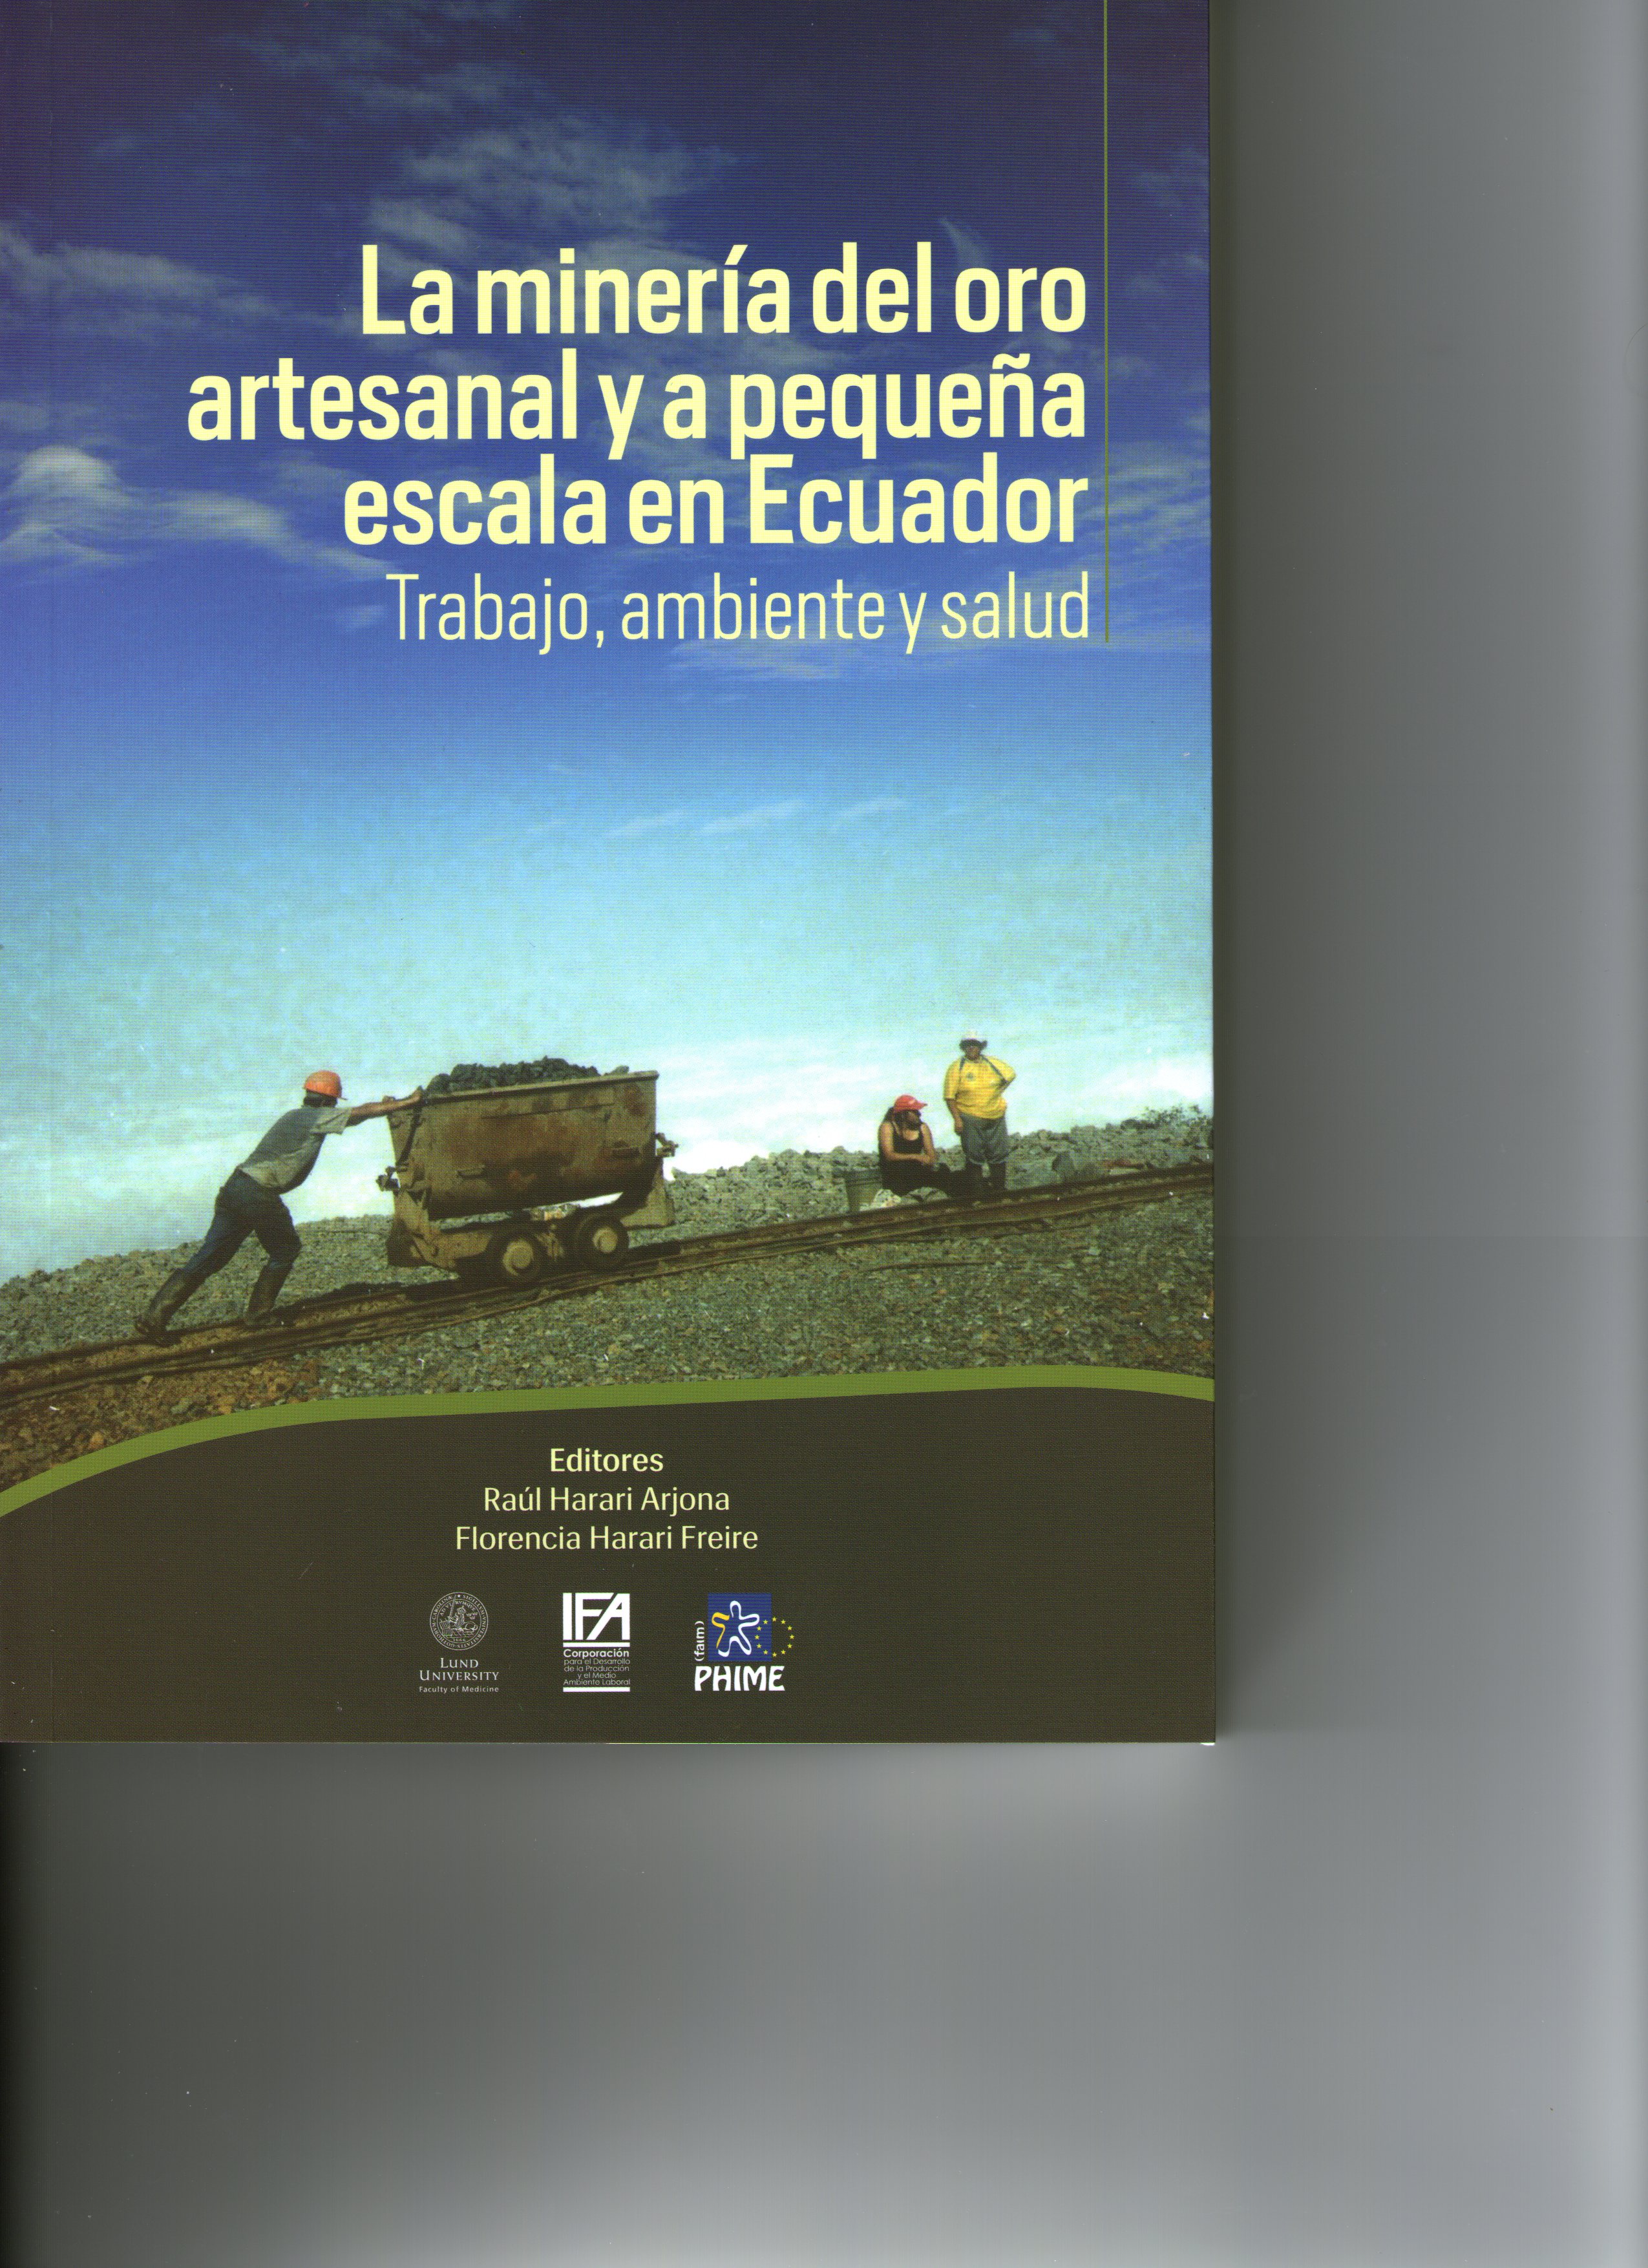 La minería del oro
artesanal y a pequeña
escala en Ecuador
Trabajo, ambiente y salud
Editores
Raúl Harari Arjona
Florencia Harari Freire
LUND
UNIVERSITY
Faculty of Medicine
IFA
Corporación
para el Desarrollo
de la Producción
y el Medio
Ambiente Laboral
(faım)
PHIME